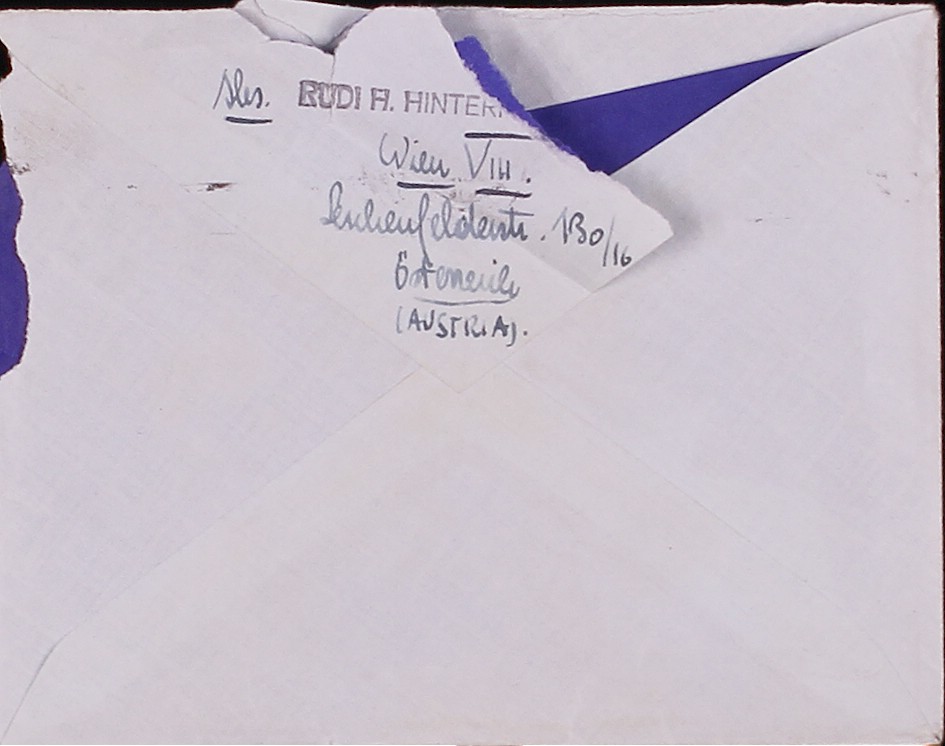 Abs. RUDI H. HINTER
Wien VIII.
Lerchenfelderstr. 130/16
Österreich
(AUSTRIA).